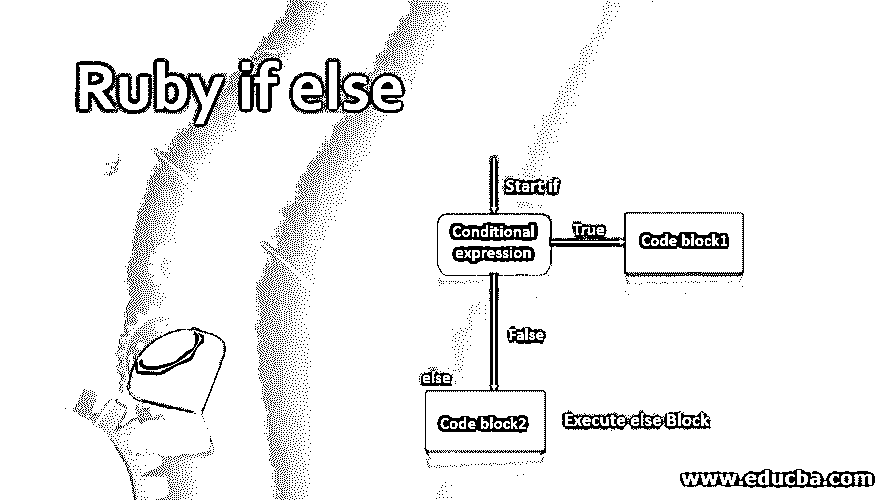 Ruby if else
Start if
Conditional
expression
True
Code block1
False
else
Code block2
Execute else Block
www.educba.com